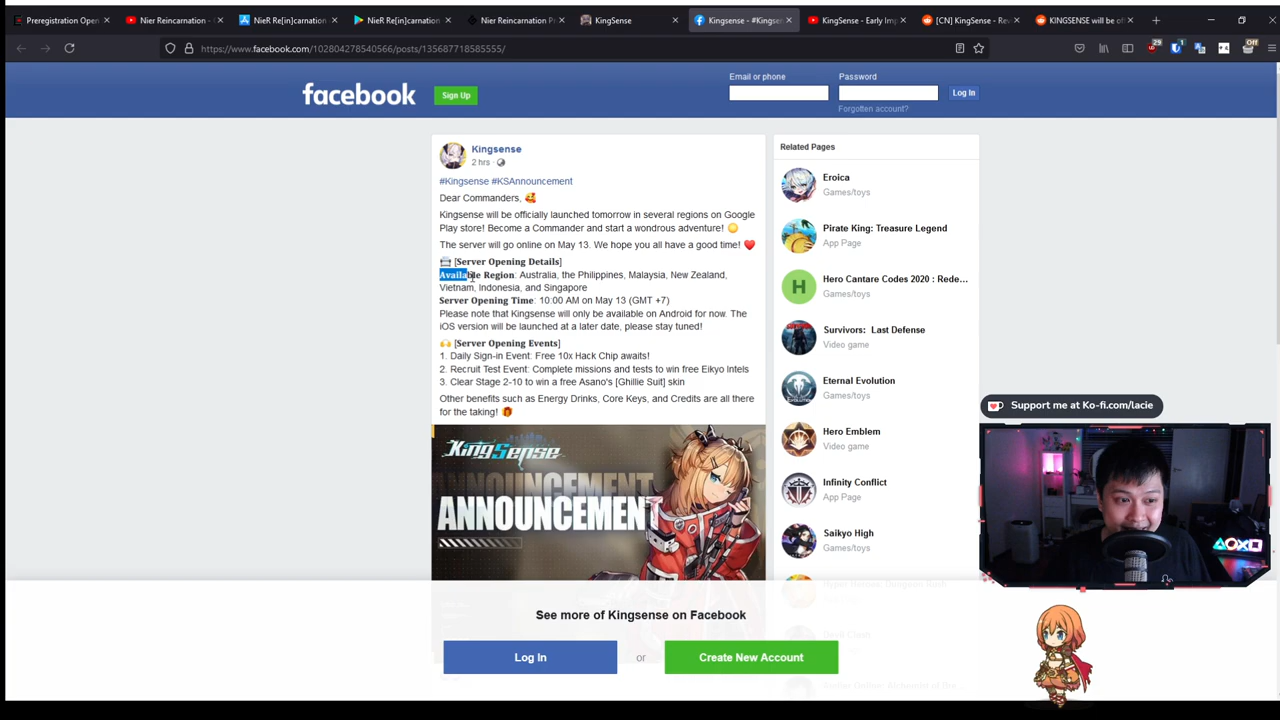 Preregistration Open
Nier Reincarnation -
NieR Re[in]carnation
NieR Re[in]carnation
Nier Reincarnation Pr
KingSense
Kingsense - #Kingsen
KingSense - Early Imp
[CN] KingSense - Rev
KINGSENSE will be of
https://www.facebook.com/102804278540566/posts/135687718585555/
29
1
Off
facebook
Sign Up
Email or phone
Password
Log In
Forgotten account?
Kingsense
2 hrs ·
#Kingsense #KSAnnouncement
Dear Commanders, 🥰
Kingsense will be officially launched tomorrow in several regions on Google
Play store! Become a Commander and start a wondrous adventure! 🌕
The server will go online on May 13. We hope you all have a good time! ♥️
📇 [Server Opening Details]
Available Region: Australia, the Philippines, Malaysia, New Zealand,
Vietnam, Indonesia, and Singapore
Server Opening Time: 10:00 AM on May 13 (GMT +7)
Please note that Kingsense will only be available on Android for now. The
iOS version will be launched at a later date, please stay tuned!
🙌 [Server Opening Events]
1. Daily Sign-in Event: Free 10x Hack Chip awaits!
2. Recruit Test Event: Complete missions and tests to win free Eikyo Intels
3. Clear Stage 2-10 to win a free Asano's [Ghillie Suit] skin
Other benefits such as Energy Drinks, Core Keys, and Credits are all there
for the taking! 🎁
KingSense
ANNOUNCEMENT
ANNOUNCEMENT
Related Pages
Eroica
Games/toys
Pirate King: Treasure Legend
App Page
H
Hero Cantare Codes 2020 : Rede...
Games/toys
Survivors: Last Defense
Video game
Eternal Evolution
Games/toys
Hero Emblem
Video game
Infinity Conflict
App Page
Saikyo High
Games/toys
Support me at Ko-fi.com/lacie
See more of Kingsense on Facebook
Log In
or
Create New Account